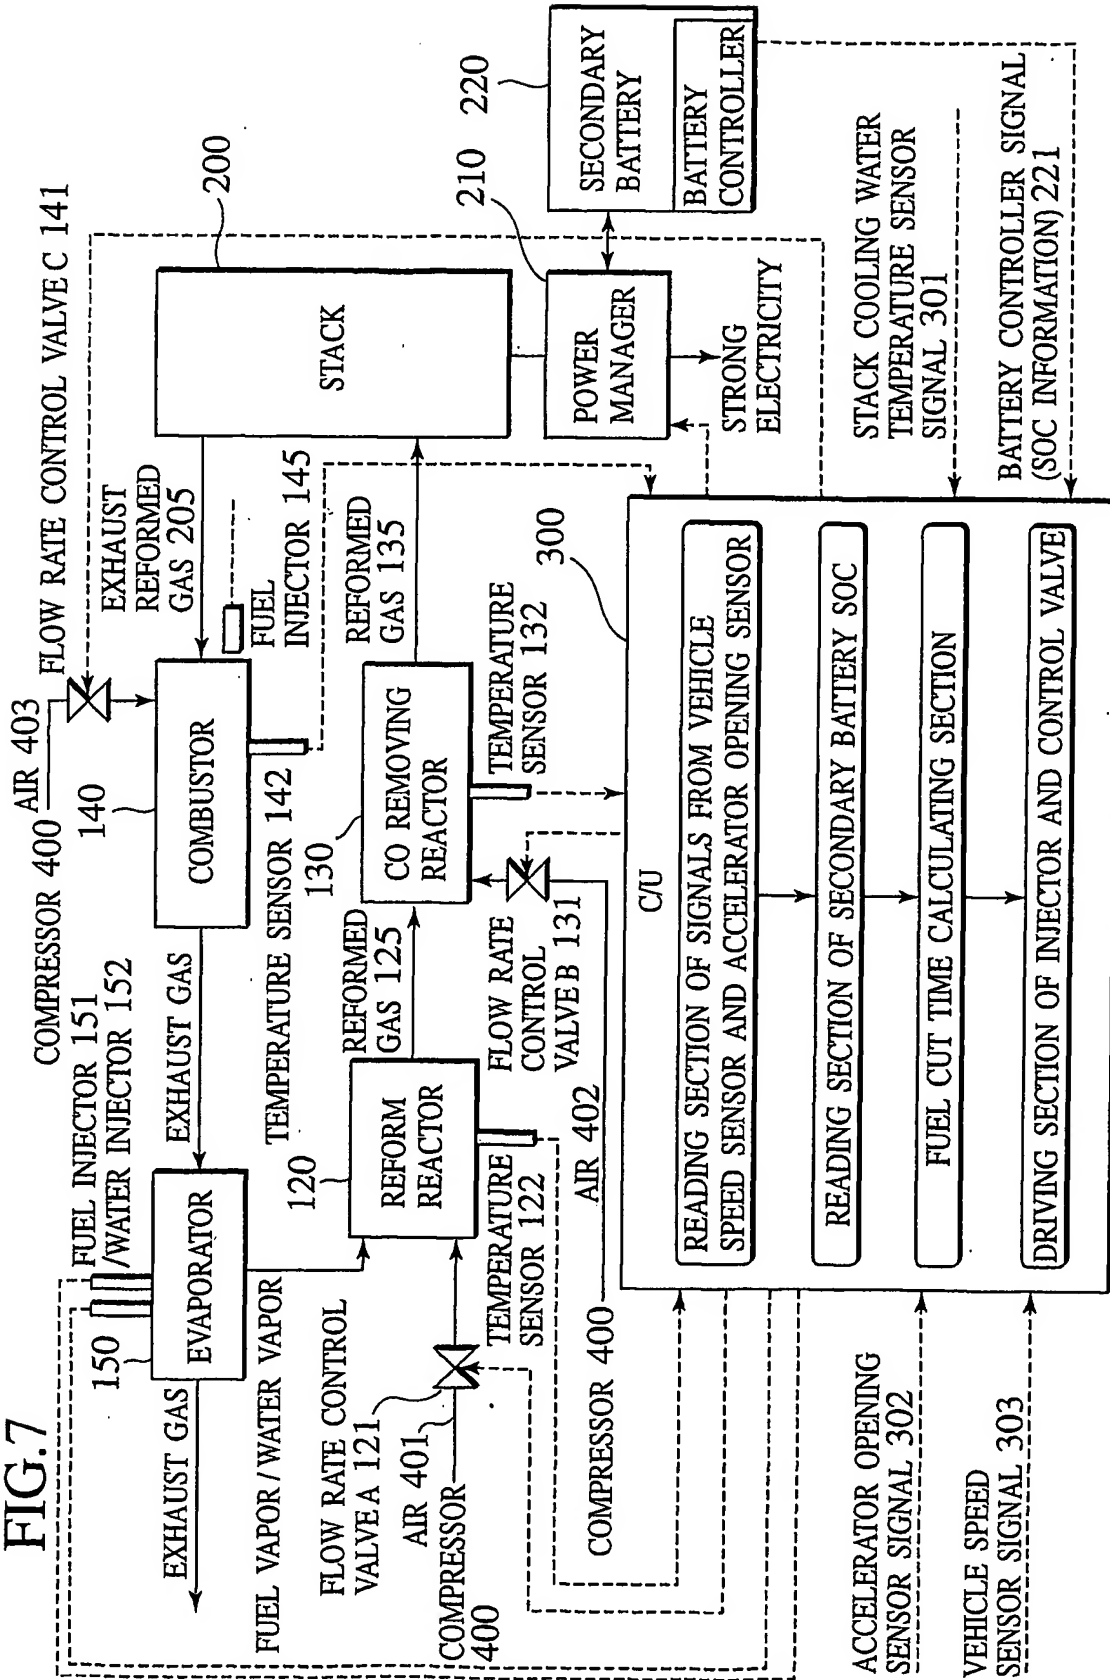 FIG.7
COMPRESSOR 400
AIR 403
FLOW RATE CONTROL VALVE C 141
FUEL INJECTOR 151
/WATER INJECTOR 152
140
EXHAUST
REFORMED
GAS 205
200
150
EXHAUST GAS
EVAPORATOR
EXHAUST GAS
COMBUSTOR
FUEL
INJECTOR 145
STACK
TEMPERATURE SENSOR 142
FUEL VAPOR / WATER VAPOR
120
REFORM
REACTOR
REFORMED
GAS 125
130
CO REMOVING
REACTOR
REFORMED
GAS 135
210
220
POWER
MANAGER
SECONDARY
BATTERY
BATTERY
CONTROLLER
FLOW RATE CONTROL
VALVE A 121
AIR 401
COMPRESSOR
400
TEMPERATURE
SENSOR 122
FLOW RATE
CONTROL
VALVE B 131
TEMPERATURE
SENSOR 132
STRONG
ELECTRICITY
COMPRESSOR 400
AIR 402
300
C/U
READING SECTION OF SIGNALS FROM VEHICLE
SPEED SENSOR AND ACCELERATOR OPENING SENSOR
READING SECTION OF SECONDARY BATTERY SOC
FUEL CUT TIME CALCULATING SECTION
DRIVING SECTION OF INJECTOR AND CONTROL VALVE
ACCELERATOR OPENING
SENSOR SIGNAL 302
VEHICLE SPEED
SENSOR SIGNAL 303
STACK COOLING WATER
TEMPERATURE SENSOR
SIGNAL 301
BATTERY CONTROLLER SIGNAL
(SOC INFORMATION) 221